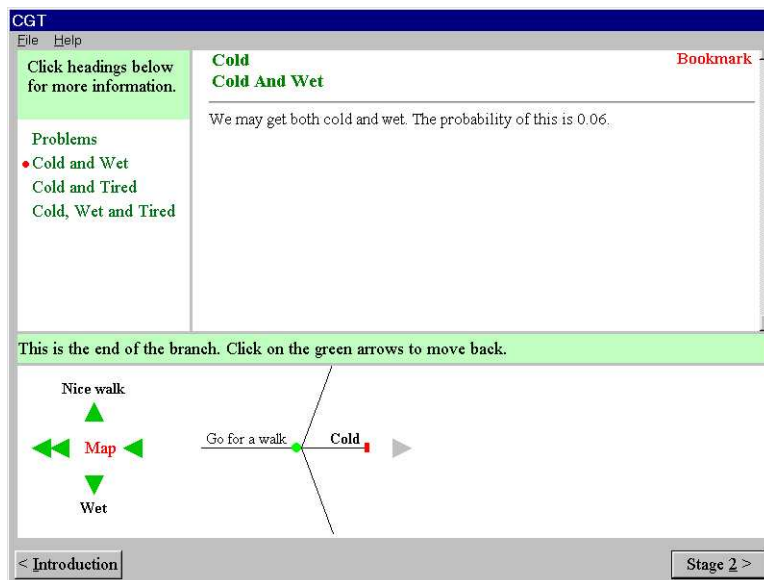 CGT
File Help
Click headings below
for more information.
Problems
Cold and Wet
Cold and Tired
Cold, Wet and Tired
Cold
Bookmark
Cold And Wet
We may get both cold and wet. The probability of this is 0.06.
This is the end of the branch. Click on the green arrows to move back.
Nice walk
Map
Wet
Go for a walk
Cold
< Introduction
Stage 2 >